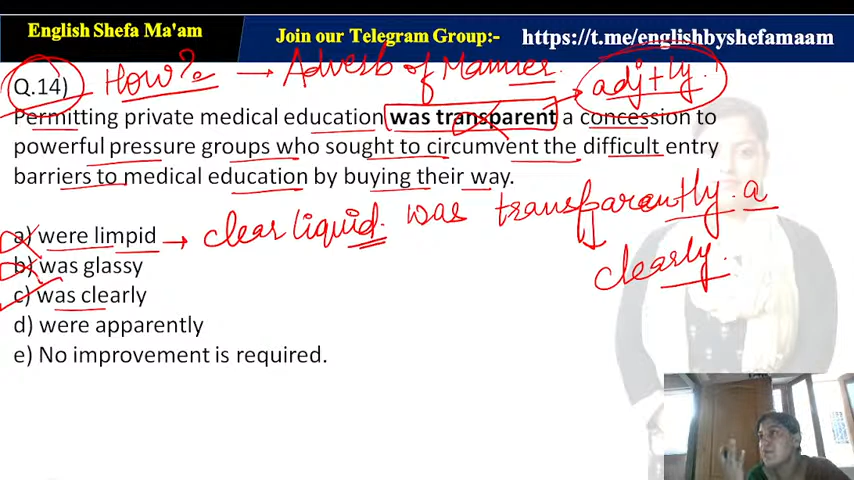 English Shefa Ma'am
Join our Telegram Group:- https://t.me/englishbyshefamaam
How? → Adverb of Manner. adj+ly.
Q.14)
Permitting private medical education was transparent a concession to
powerful pressure groups who sought to circumvent the difficult entry
barriers to medical education by buying their way.
a) were limpid → clear liquid. was transparantly a
b) was glassy
clearly.
c) was clearly
d) were apparently
e) No improvement is required.